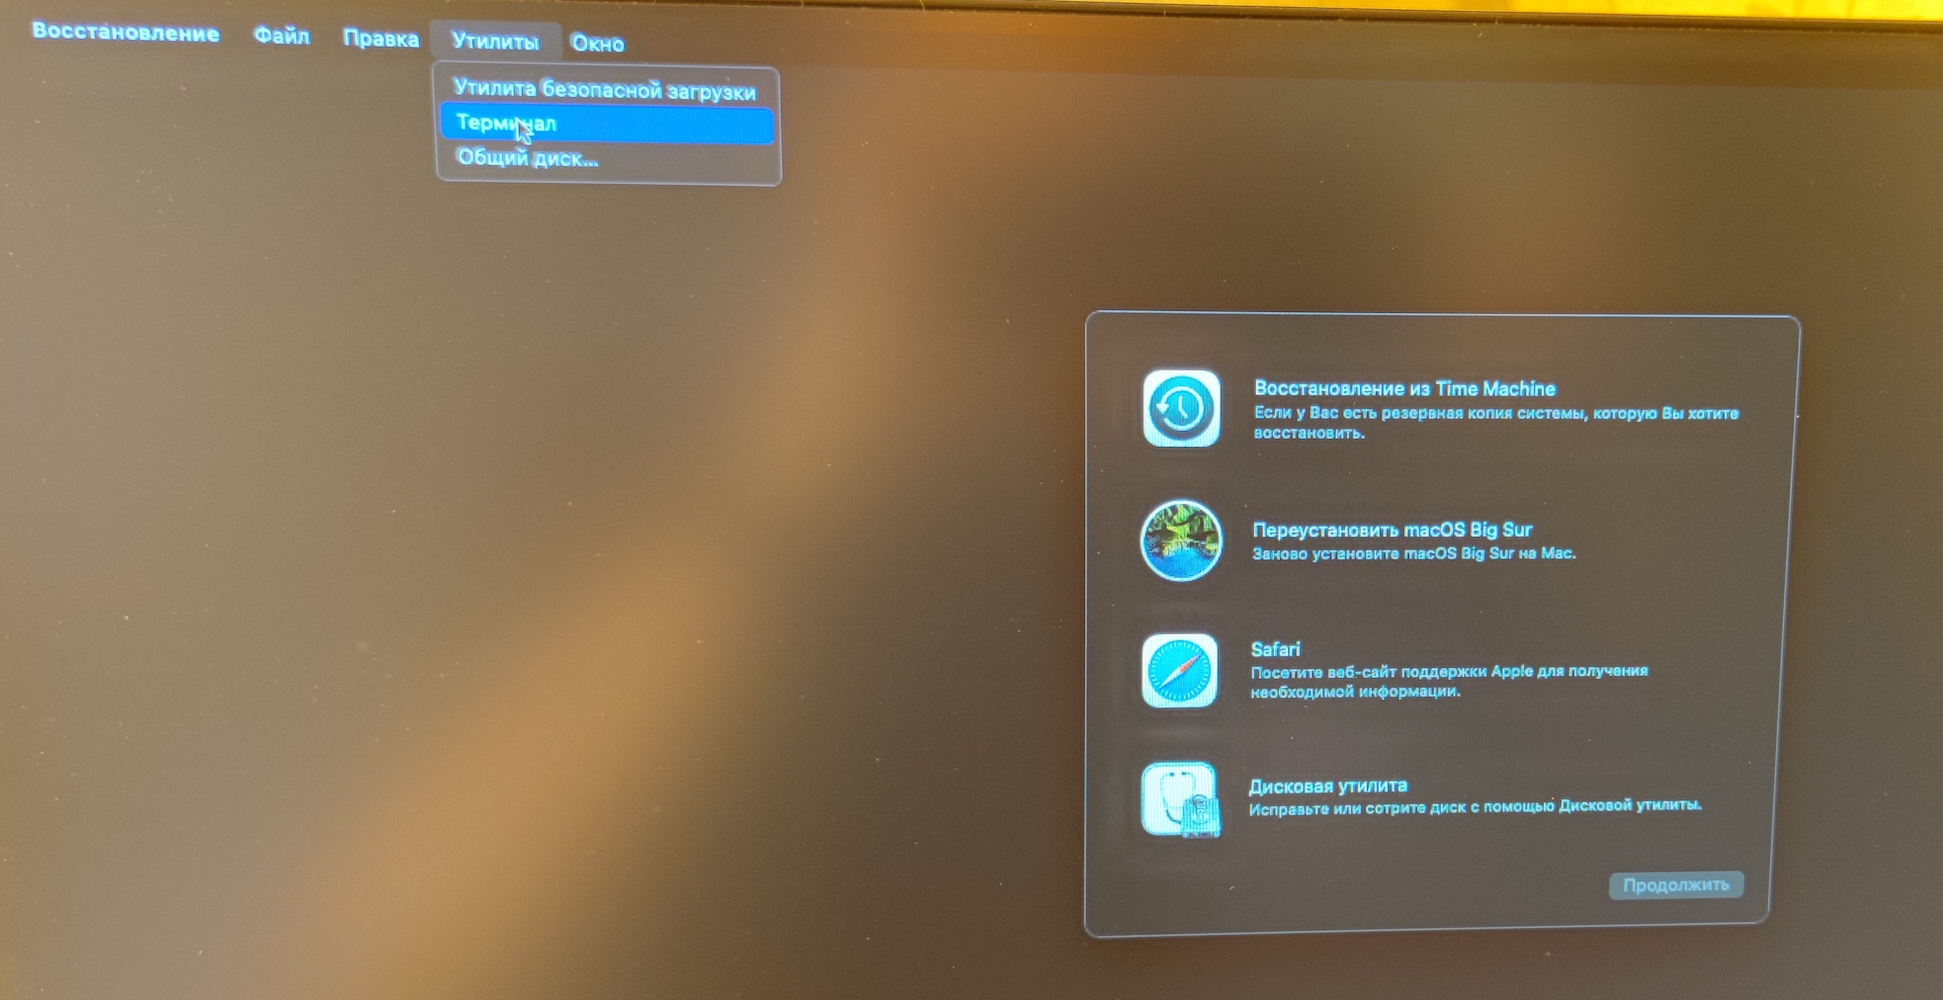 Восстановление Файл Правка Утилиты Окно
Утилита безопасной загрузки
Терминал
Общий диск...
Восстановление из Time Machine
Если у Вас есть резервная копия системы, которую Вы хотите
восстановить.
Переустановить macOS Big Sur
Заново установите macOS Big Sur на Mac.
Safari
Посетите веб-сайт поддержки Apple для получения
необходимой информации.
Дисковая утилита
Исправьте или сотрите диск с помощью Дисковой утилиты.
Продолжить